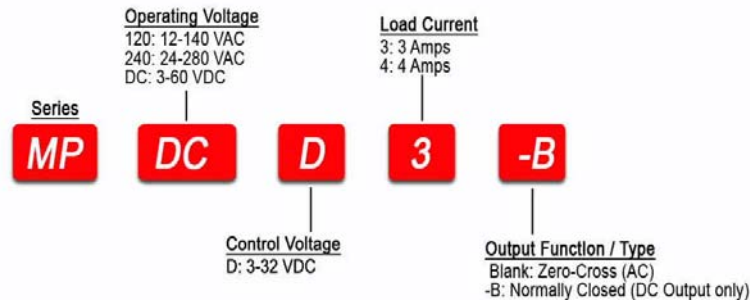 Operating Voltage
120: 12-140 VAC
240: 24-280 VAC
DC: 3-60 VDC
Load Current
3: 3 Amps
4: 4 Amps
Series
MP
DC
D
3
-B
Control Voltage
D: 3-32 VDC
Output Function / Type
Blank: Zero-Cross (AC)
-B: Normally Closed (DC Output only)